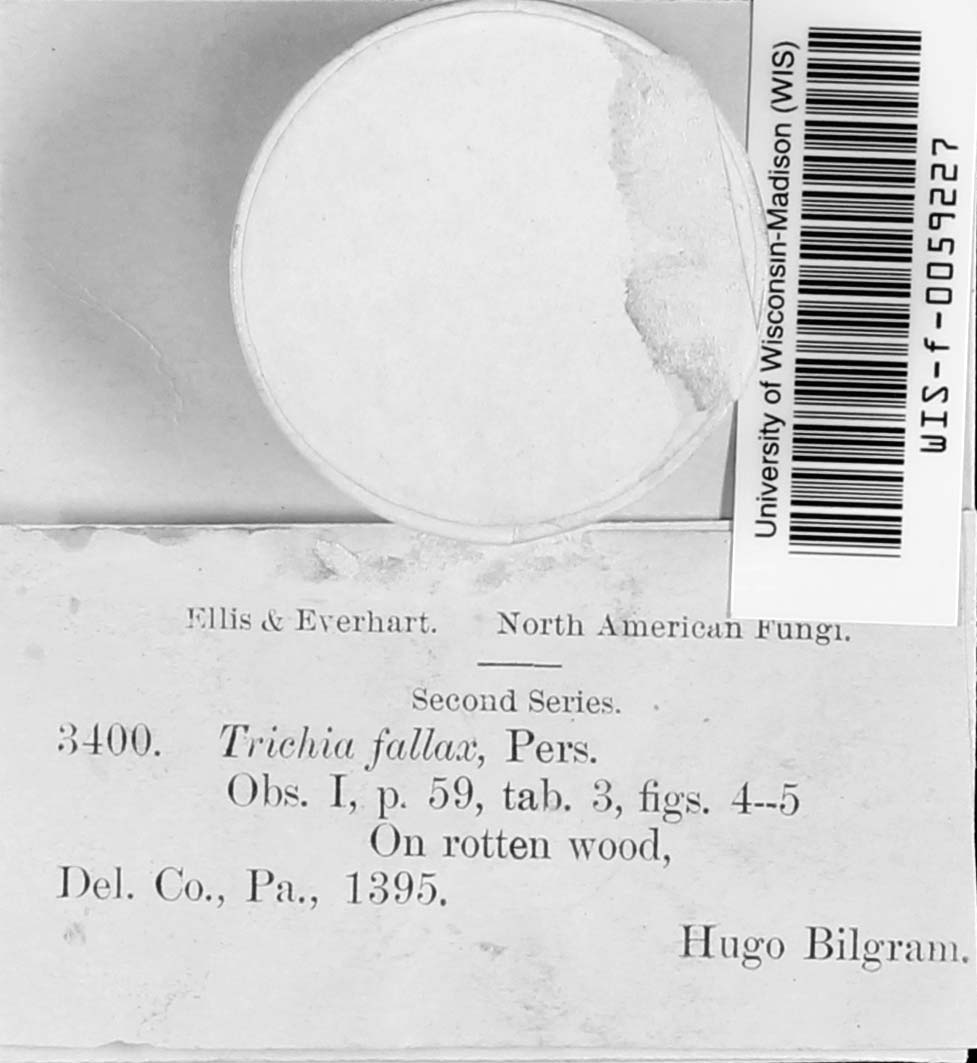 University of Wisconsin-Madison (WIS)
WIS-f-0059227
Ellis & Everhart. North American Fungi.
Second Series.
3400. Trichia fallax, Pers.
Obs. I, p. 59, tab. 3, figs. 4--5
On rotten wood,
Del. Co., Pa., 1395.
Hugo Bilgram.